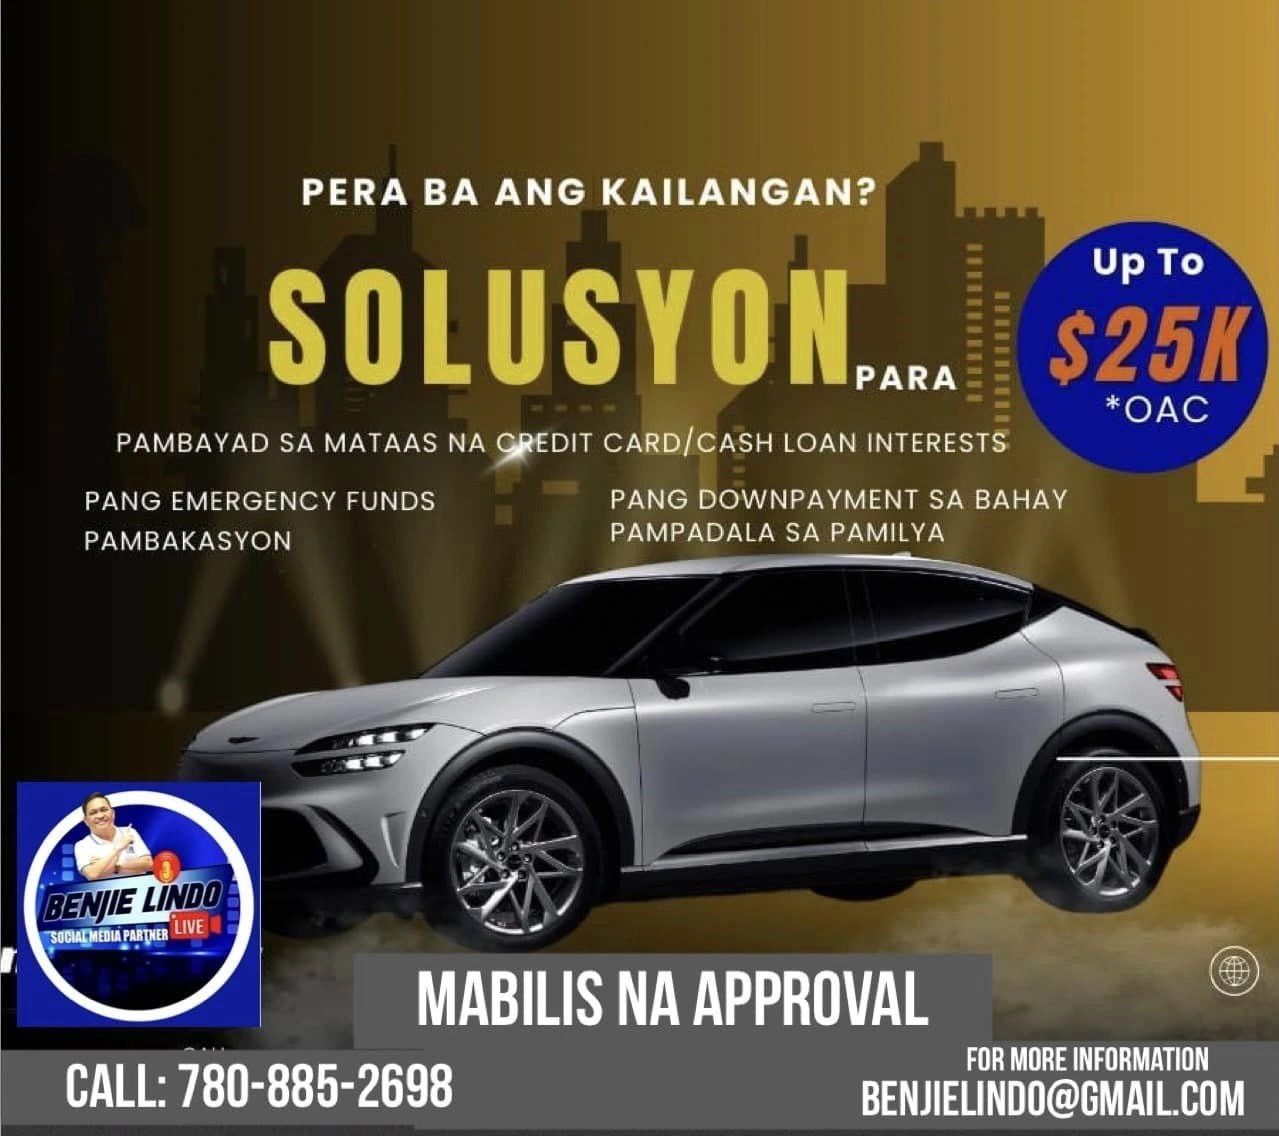 PERA BA ANG KAILANGAN?
SOLUSYON PARA
Up To
$25K
*OAC
PAMBAYAD SA MATAAS NA CREDIT CARD/CASH LOAN INTERESTS
PANG EMERGENCY FUNDS
PAMBAKASYON
PANG DOWNPAYMENT SA BAHAY
PAMPADALA SA PAMILYA
BENJIE LINDO
SOCIAL MEDIA PARTNER
LIVE
MABILIS NA APPROVAL
CALL: 780-885-2698
FOR MORE INFORMATION
BENJIELINDO@GMAIL.COM